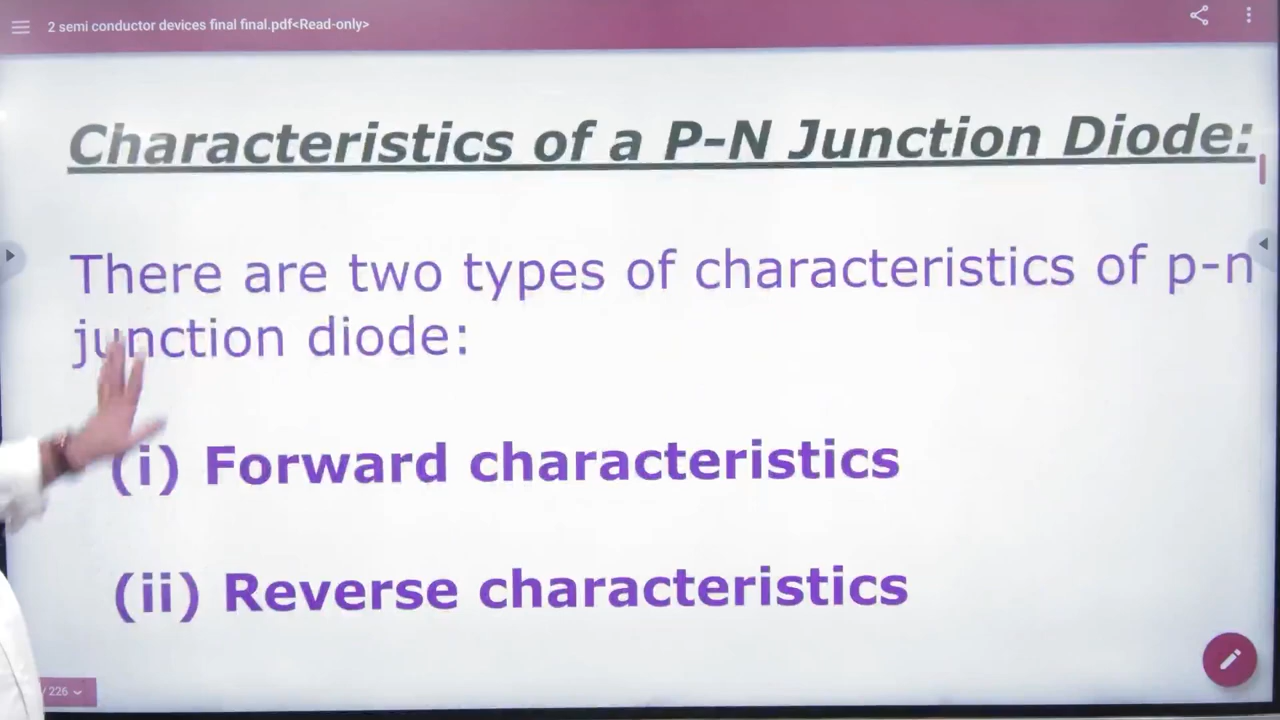 2 semi conductor devices final final.pdf<Read-only>
Characteristics of a P-N Junction Diode:
There are two types of characteristics of p-n
junction diode:
(i) Forward characteristics
(ii) Reverse characteristics
/ 226